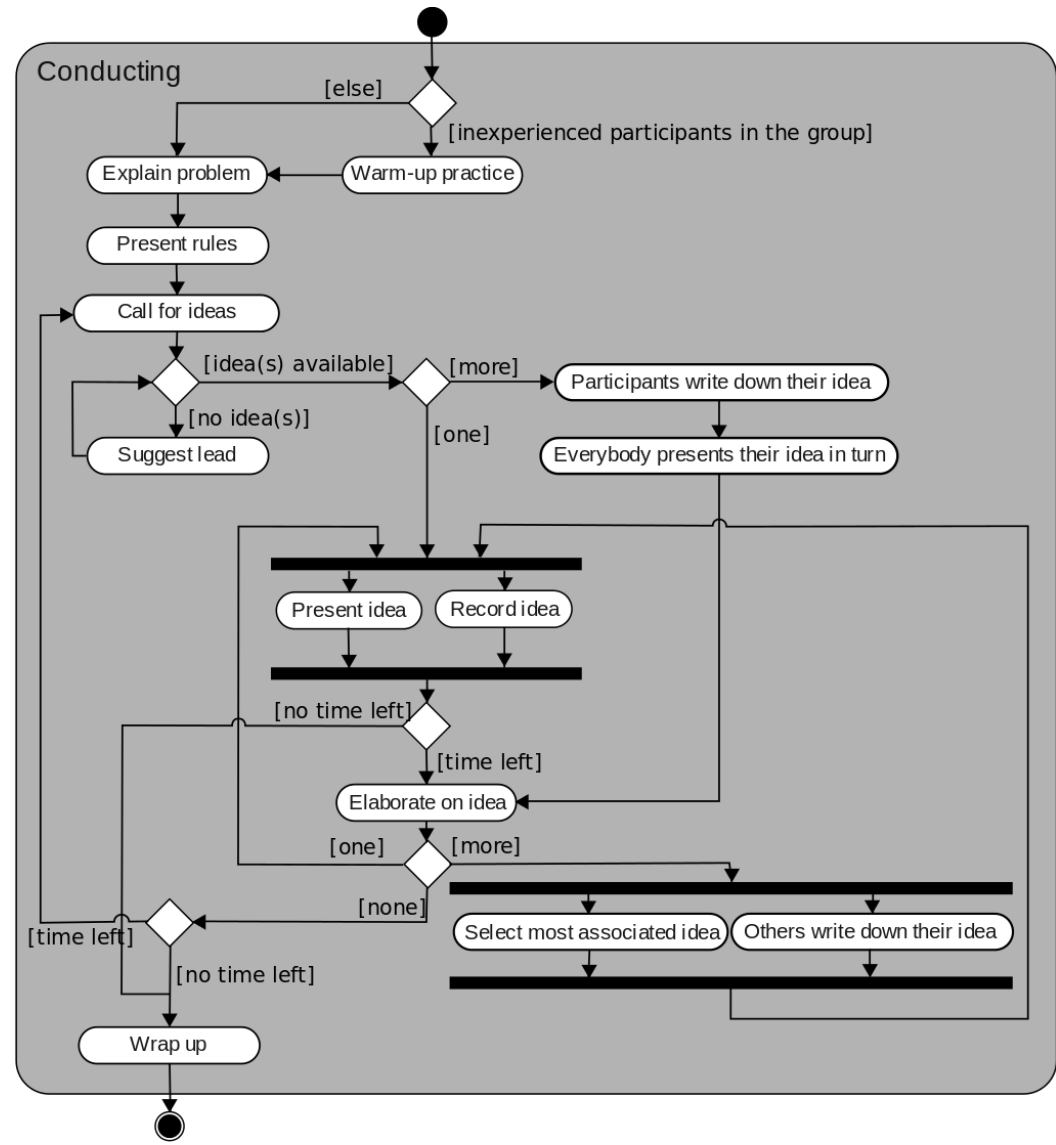 Conducting
[else]
[inexperienced participants in the group]
Explain problem
Warm-up practice
Present rules
Call for ideas
[idea(s) available]
[more]
Participants write down their idea
[no idea(s)]
[one]
Suggest lead
Everybody presents their idea in turn
Present idea
Record idea
[no time left]
[time left]
Elaborate on idea
[one]
[more]
[none]
Select most associated idea
Others write down their idea
[time left]
[no time left]
Wrap up